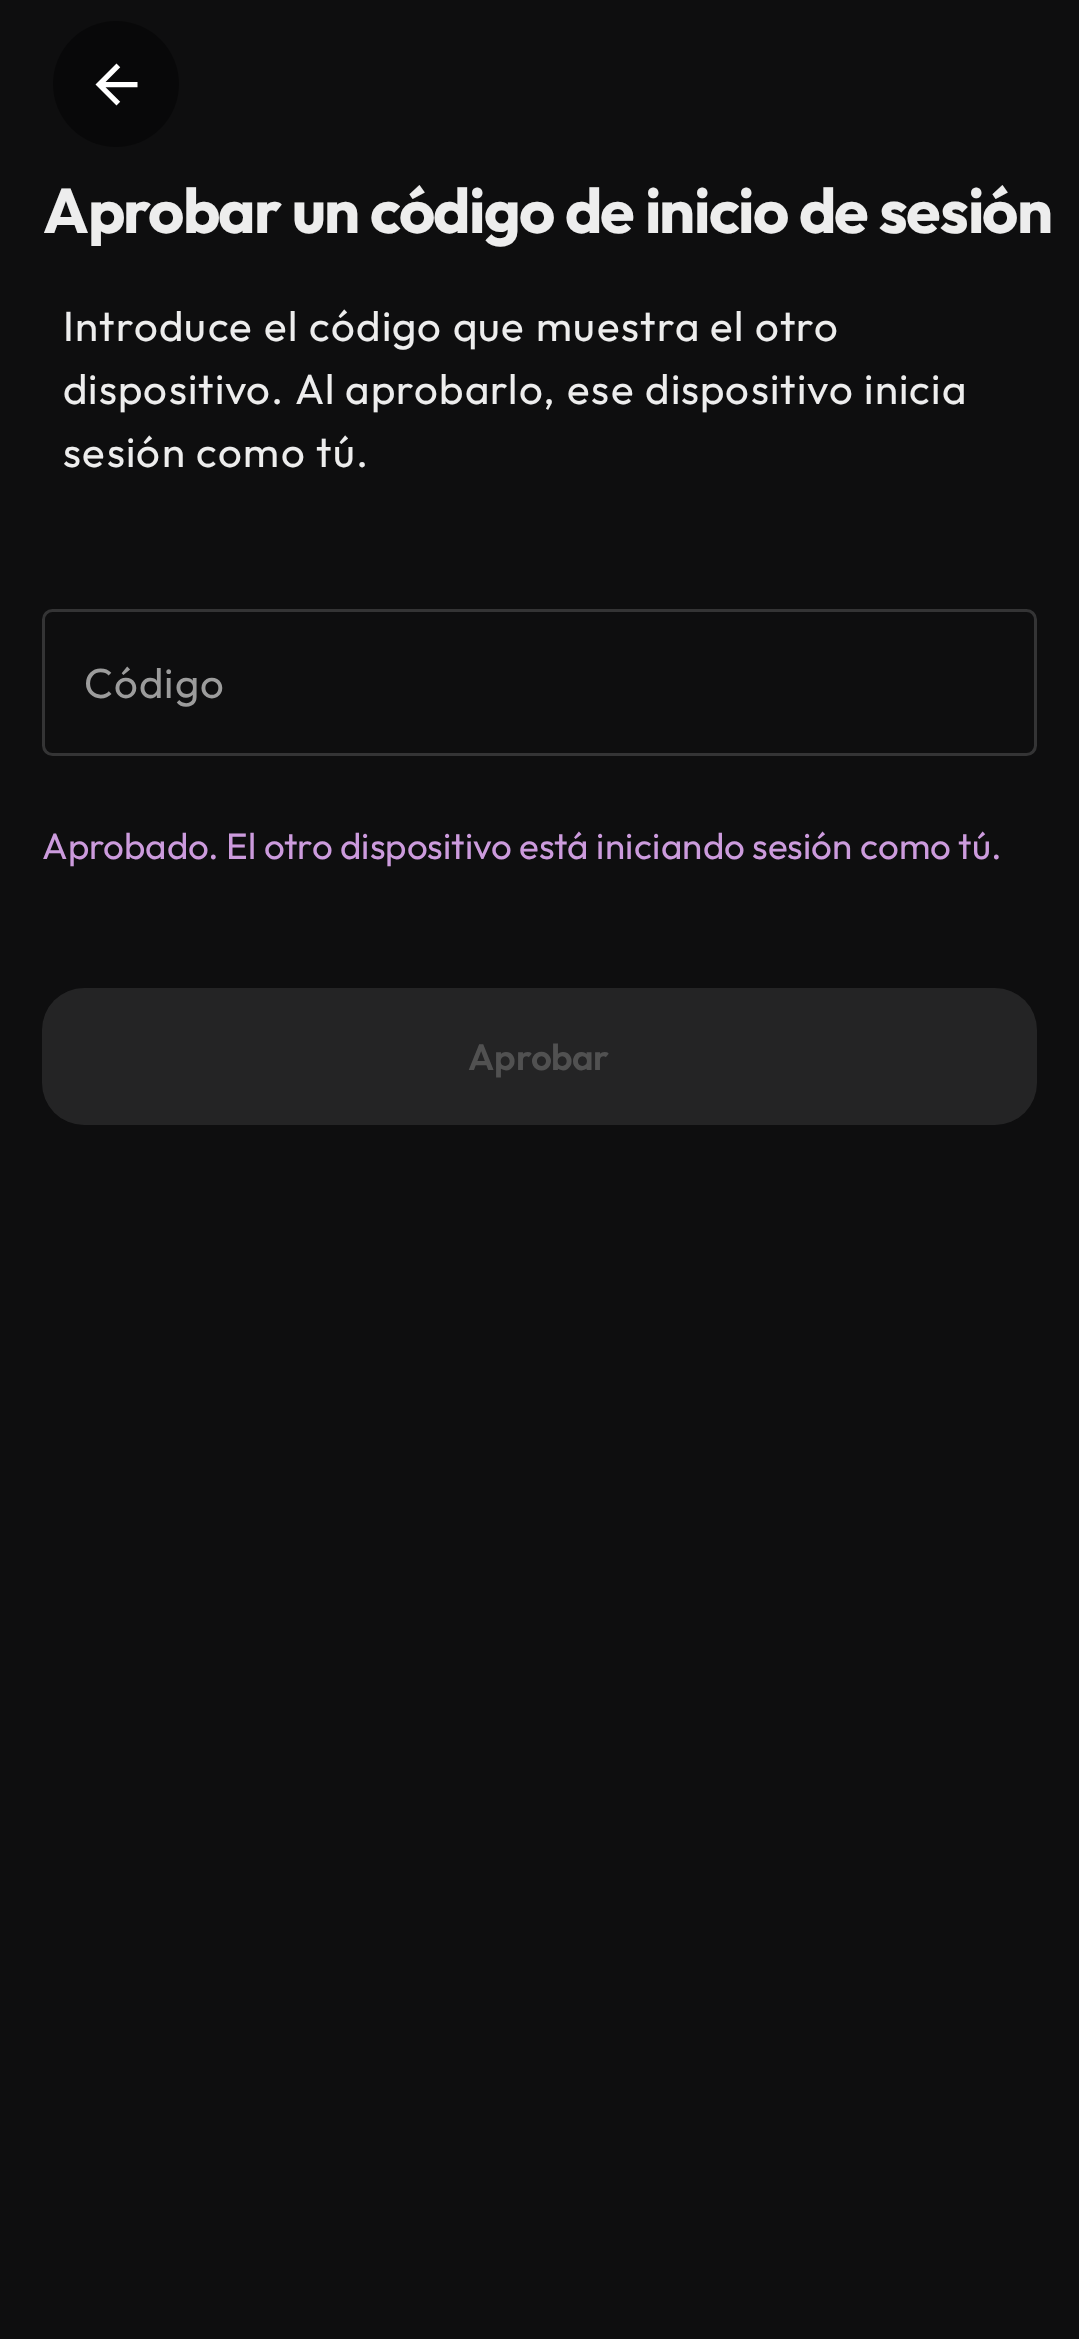 Aprobar un código de inicio de sesión
Introduce el código que muestra el otro
dispositivo. Al aprobarlo, ese dispositivo inicia
sesión como tú.
Código
Aprobado. El otro dispositivo está iniciando sesión como tú.
Aprobar